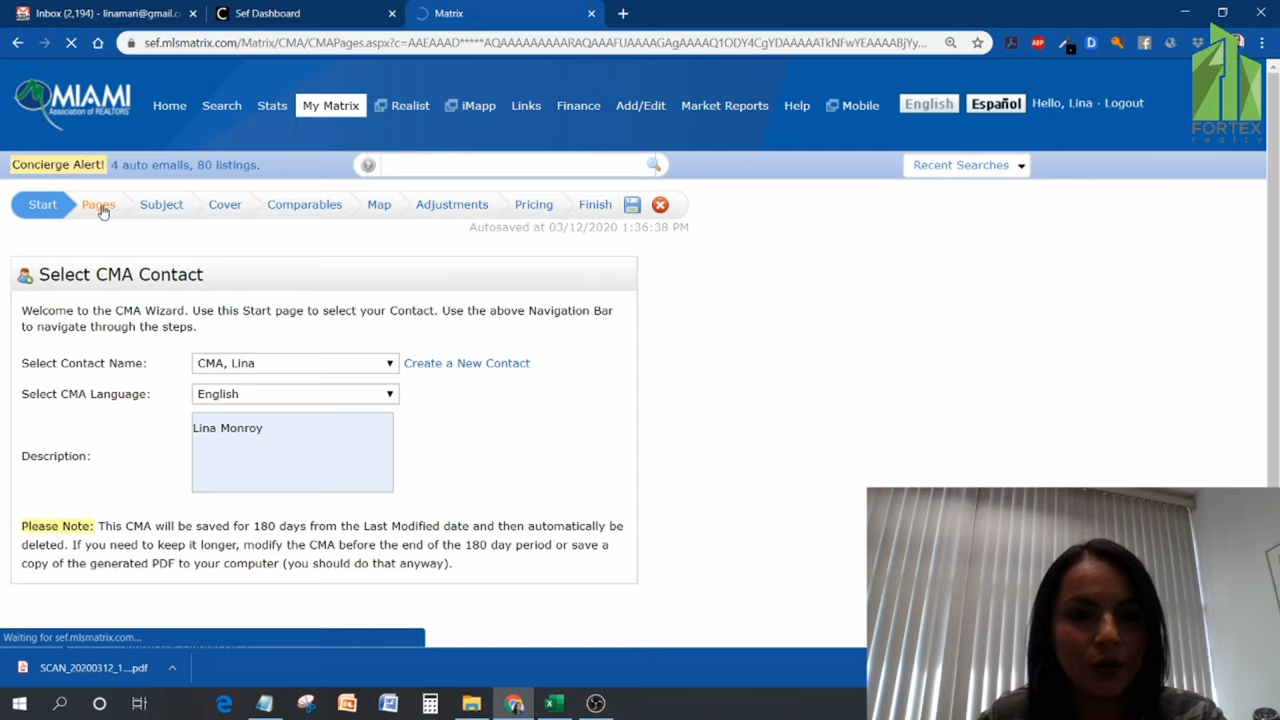 Inbox (2,194) - linamari@gmail.c
Sef Dashboard
Matrix
sef.mlsmatrix.com/Matrix/CMA/CMAPages.aspx?c=AAEAAAD*****AQAAAAAAAAARAQAAAFUAAAAGAgAAAAQ1ODY4CgYDAAAAATkNFwYEAAAABjYy...
MIAMI
Association of REALTORS®
Home
Search
Stats
My Matrix
Realist
iMapp
Links
Finance
Add/Edit
Market Reports
Help
Mobile
English
Español
Hello, Lina · Logout
FORTEX
realty
Concierge Alert! 4 auto emails, 80 listings.
Recent Searches
Start
Pages
Subject
Cover
Comparables
Map
Adjustments
Pricing
Finish
Autosaved at 03/12/2020 1:36:38 PM
Select CMA Contact
Welcome to the CMA Wizard. Use this Start page to select your Contact. Use the above Navigation Bar
to navigate through the steps.
Select Contact Name: CMA, Lina Create a New Contact
Select CMA Language: English
Lina Monroy
Description:
Please Note: This CMA will be saved for 180 days from the Last Modified date and then automatically be
deleted. If you need to keep it longer, modify the CMA before the end of the 180 day period or save a
copy of the generated PDF to your computer (you should do that anyway).
Waiting for sef.mlsmatrix.com...
SCAN_20200312_1....pdf